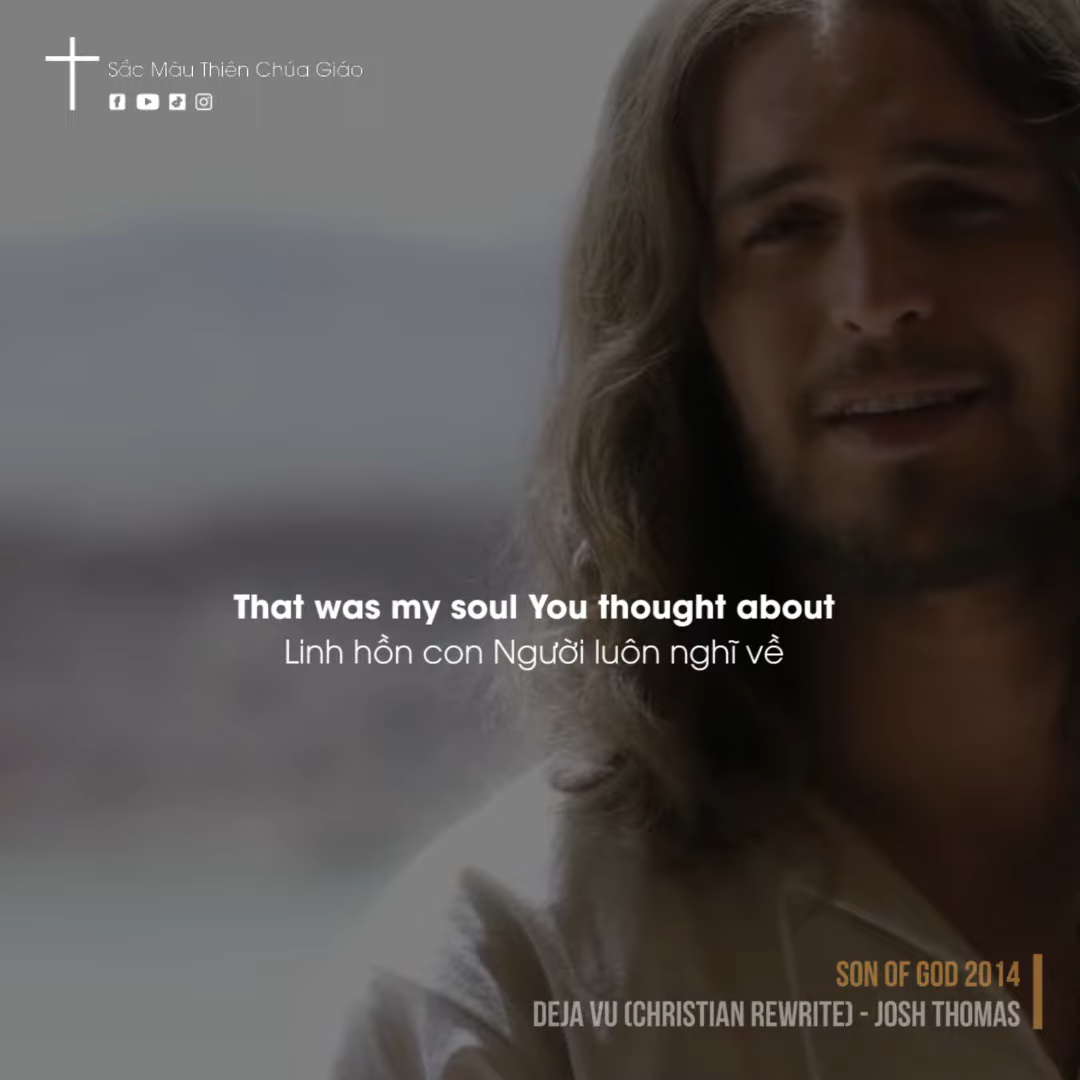 Sắc Màu Thiên Chúa Giáo
That was my soul You thought about
Linh hồn con Người luôn nghĩ về
SON OF GOD 2014
DEJA VU (CHRISTIAN REWRITE) - JOSH THOMAS